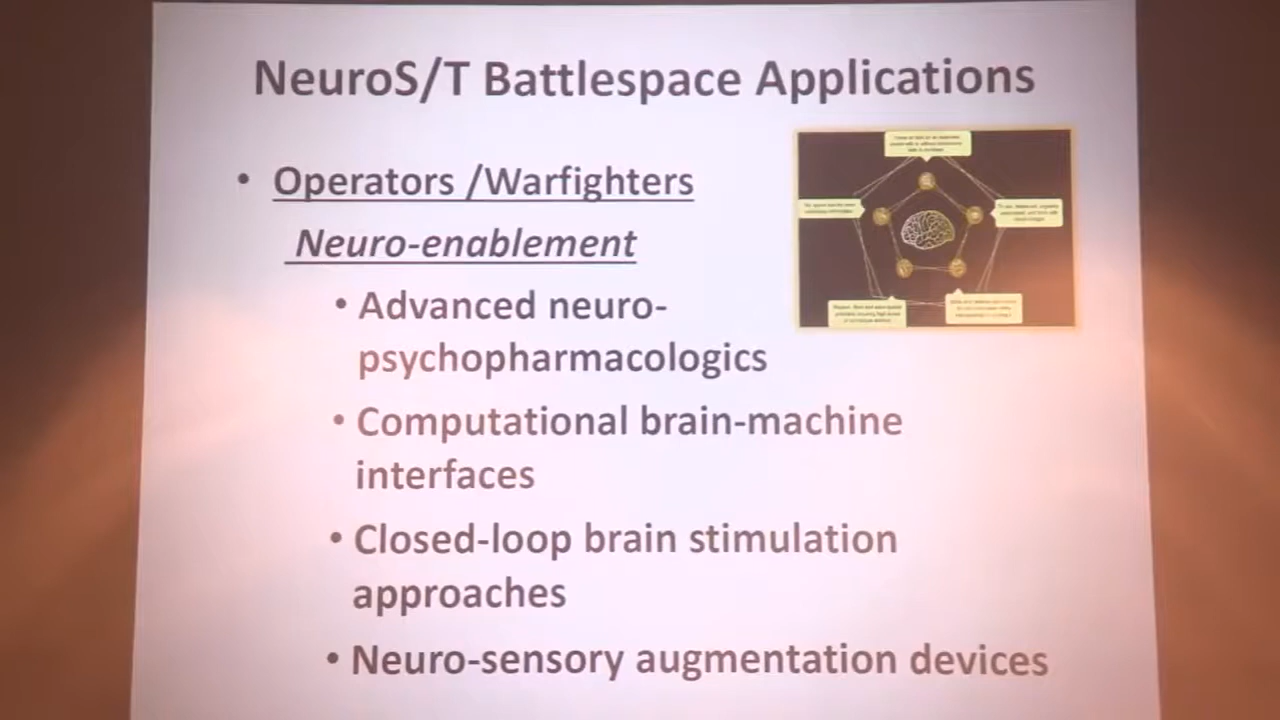 NeuroS/T Battlespace Applications
• Operators /Warfighters
Neuro-enablement
• Advanced neuro-
psychopharmacologics
• Computational brain-machine
interfaces
• Closed-loop brain stimulation
approaches
• Neuro-sensory augmentation devices